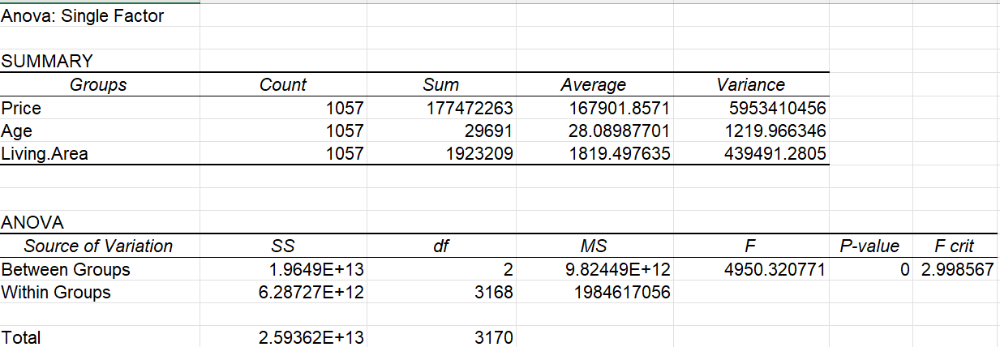 Anova: Single Factor
SUMMARY
Groups Count Sum Average Variance
Price 1057 177472263 167901.8571 5953410456
Age 1057 29691 28.08987701 1219.966346
Living.Area 1057 1923209 1819.497635 439491.2805
ANOVA
Source of Variation SS df MS F P-value F crit
Between Groups 1.9649E+13 2 9.82449E+12 4950.320771 0 2.998567
Within Groups 6.28727E+12 3168 1984617056
Total 2.59362E+13 3170